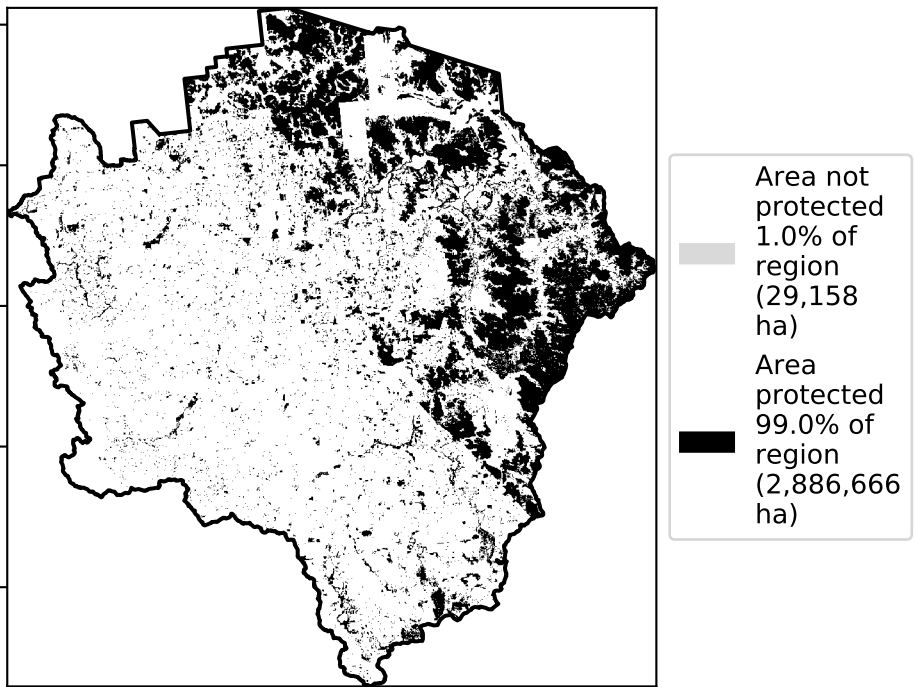 Area not
protected
1.0% of
region
(29,158
ha)
Area
protected
99.0% of
region
(2,886,666
ha)